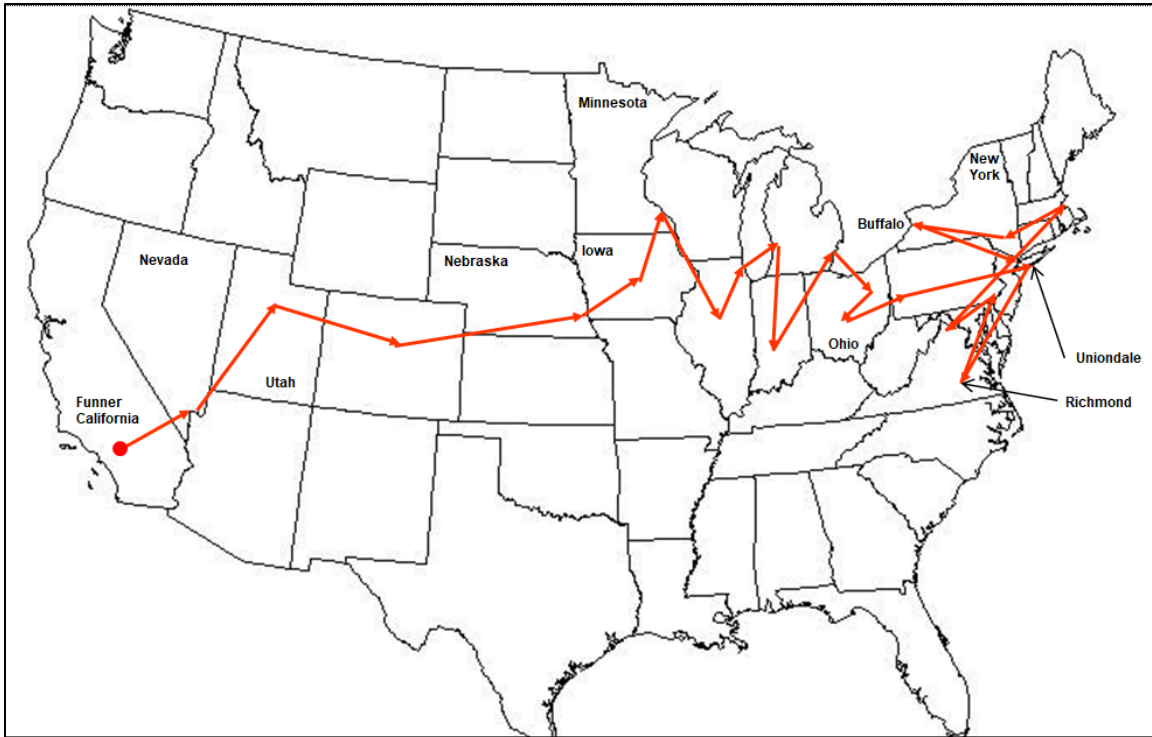 Minnesota
New
York
Buffalo
Nevada
Nebraska
Iowa
Ohio
Uniondale
Utah
Funner
California
Richmond